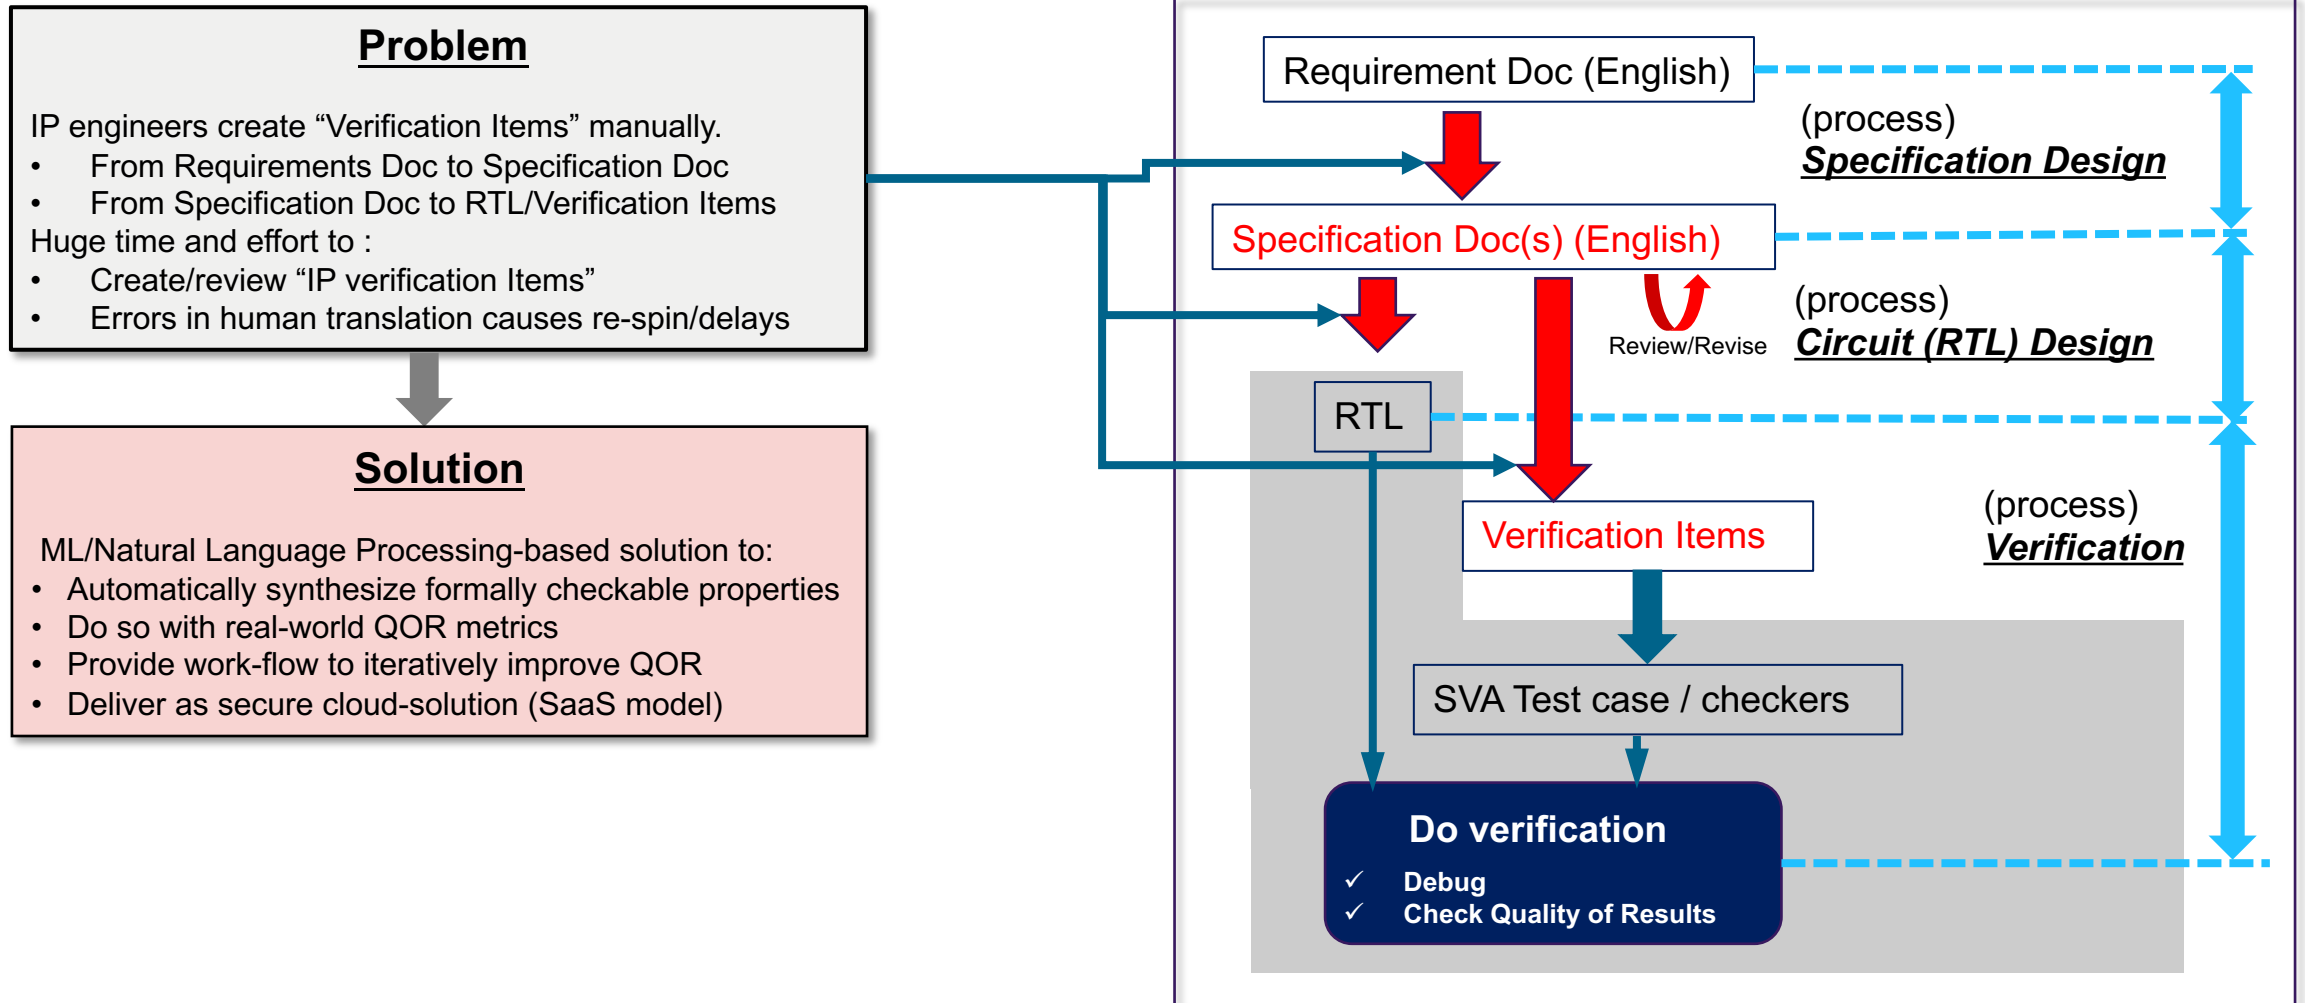 Problem
IP engineers create “Verification Items” manually.
• From Requirements Doc to Specification Doc
• From Specification Doc to RTL/Verification Items
Huge time and effort to :
• Create/review “IP verification Items”
• Errors in human translation causes re-spin/delays
Solution
ML/Natural Language Processing-based solution to:
• Automatically synthesize formally checkable properties
• Do so with real-world QOR metrics
• Provide work-flow to iteratively improve QOR
• Deliver as secure cloud-solution (SaaS model)
Requirement Doc (English)
(process)
Specification Design
Specification Doc(s) (English)
Review/Revise
(process)
Circuit (RTL) Design
RTL
Verification Items
(process)
Verification
SVA Test case / checkers
Do verification
✓ Debug
✓ Check Quality of Results